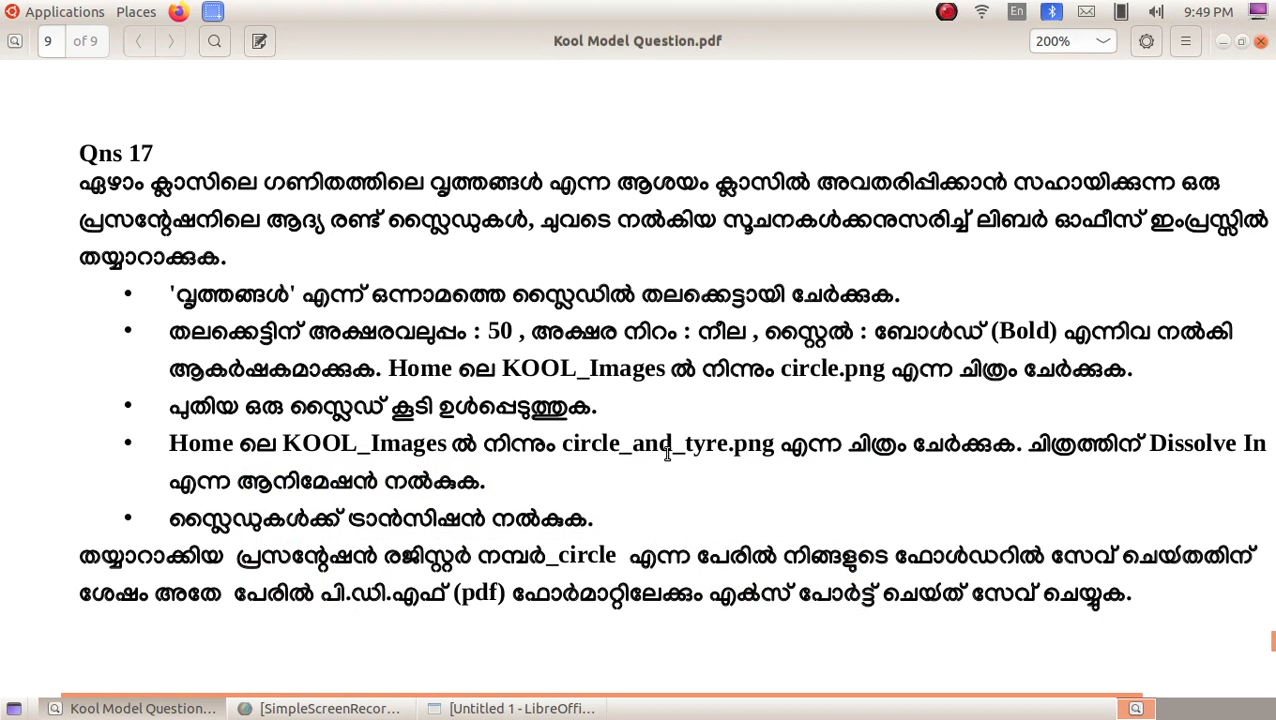 Applications Places En 9:49 PM
9 of 9 Kool Model Question.pdf 200%
Qns 17
ഏഴാം ക്ലാസിലെ ഗണിതത്തിലെ വൃത്തങ്ങൾ എന്ന ആശയം ക്ലാസിൽ അവതരിപ്പിക്കാൻ സഹായിക്കുന്ന ഒരു
പ്രസന്റേഷനിലെ ആദ്യ രണ്ട് സ്ലൈഡുകൾ, ചുവടെ നൽകിയ സൂചനകൾക്കനുസരിച്ച് ലിബർ ഓഫീസ് ഇംപ്രസ്സിൽ
തയ്യാറാക്കുക.
• 'വൃത്തങ്ങൾ' എന്ന് ഒന്നാമത്തെ സ്ലൈഡിൽ തലക്കെട്ടായി ചേർക്കുക.
• തലക്കെട്ടിന് അക്ഷരവലുപ്പം : 50 , അക്ഷര നിറം : നീല , സ്റ്റൈൽ : ബോൾഡ് (Bold) എന്നിവ നൽകി
ആകർഷകമാക്കുക. Home ലെ KOOL_Images ൽ നിന്നും circle.png എന്ന ചിത്രം ചേർക്കുക.
• പുതിയ ഒരു സ്ലൈഡ് കൂടി ഉൾപ്പെടുത്തുക.
• Home ലെ KOOL_Images ൽ നിന്നും circle_and_tyre.png എന്ന ചിത്രം ചേർക്കുക. ചിത്രത്തിന് Dissolve In
എന്ന ആനിമേഷൻ നൽകുക.
• സ്ലൈഡുകൾക്ക് ട്രാൻസിഷൻ നൽകുക.
തയ്യാറാക്കിയ പ്രസന്റേഷൻ രജിസ്റ്റർ നമ്പർ_circle എന്ന പേരിൽ നിങ്ങളുടെ ഫോൾഡറിൽ സേവ് ചെയ്തതിന്
ശേഷം അതേ പേരിൽ പി.ഡി.എഫ് (pdf) ഫോർമാറ്റിലേക്കും എക്സ് പോർട്ട് ചെയ്ത് സേവ് ചെയ്യുക.
Kool Model Question... [SimpleScreenRecor... [Untitled 1 - LibreOffi...